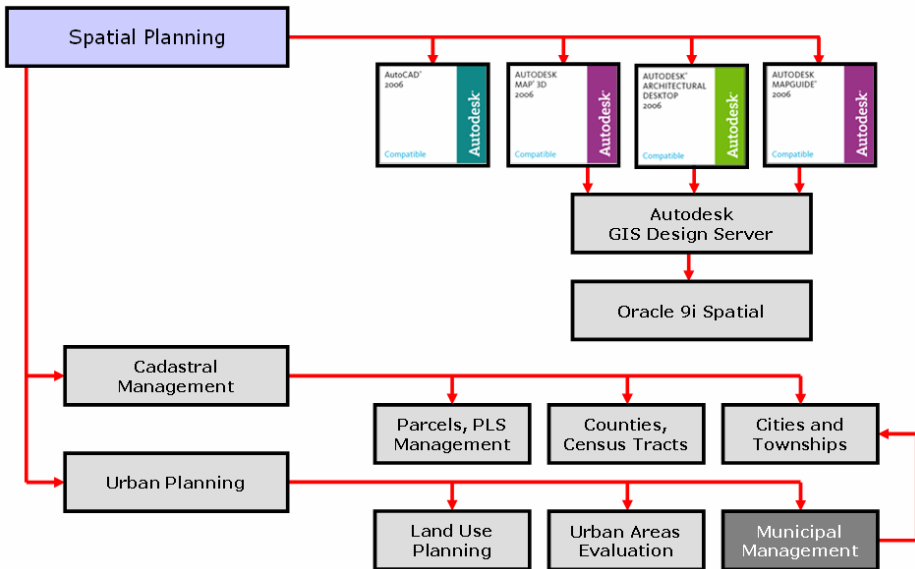 Spatial Planning
AutoCAD®
2006
Compatible
Autodesk®
AUTODESK
MAP® 3D
2006
Compatible
Autodesk®
AUTODESK®
ARCHITECTURAL
DESKTOP
2006
Compatible
Autodesk®
AUTODESK
MAPGUIDE®
2006
Compatible
Autodesk®
Autodesk
GIS Design Server
Oracle 9i Spatial
Cadastral
Management
Parcels, PLS
Management
Counties,
Census Tracts
Cities and
Townships
Urban Planning
Land Use
Planning
Urban Areas
Evaluation
Municipal
Management